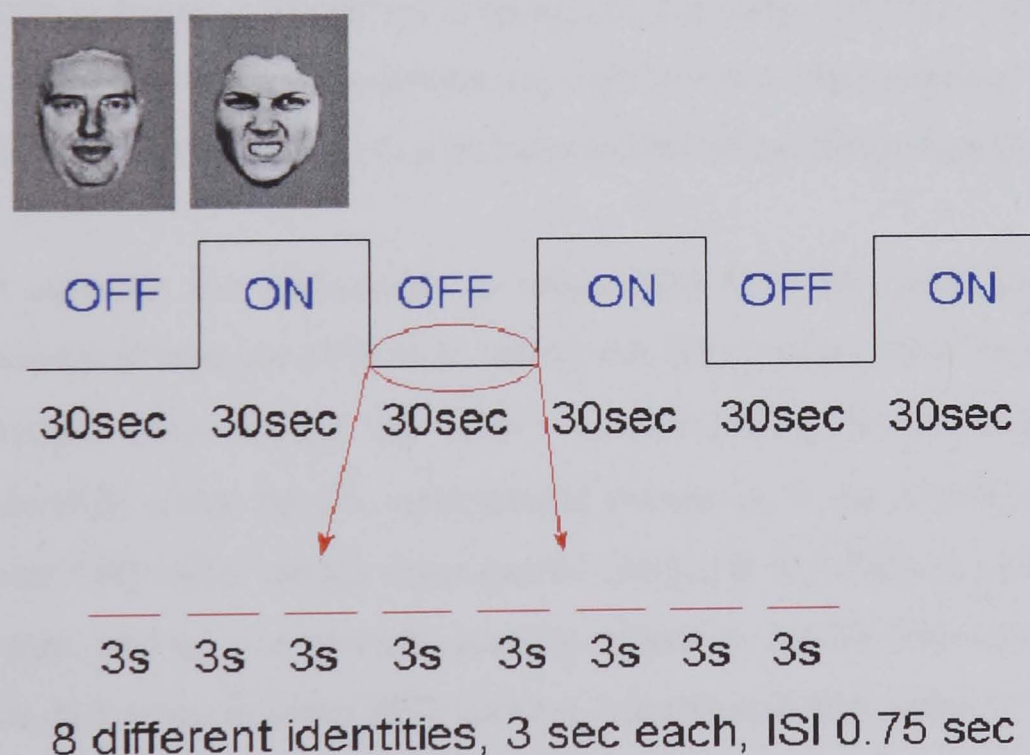 OFF ON OFF ON OFF ON
30sec 30sec 30sec 30sec 30sec 30sec
3s 3s 3s 3s 3s 3s 3s 3s
8 different identities, 3 sec each, ISI 0.75 sec